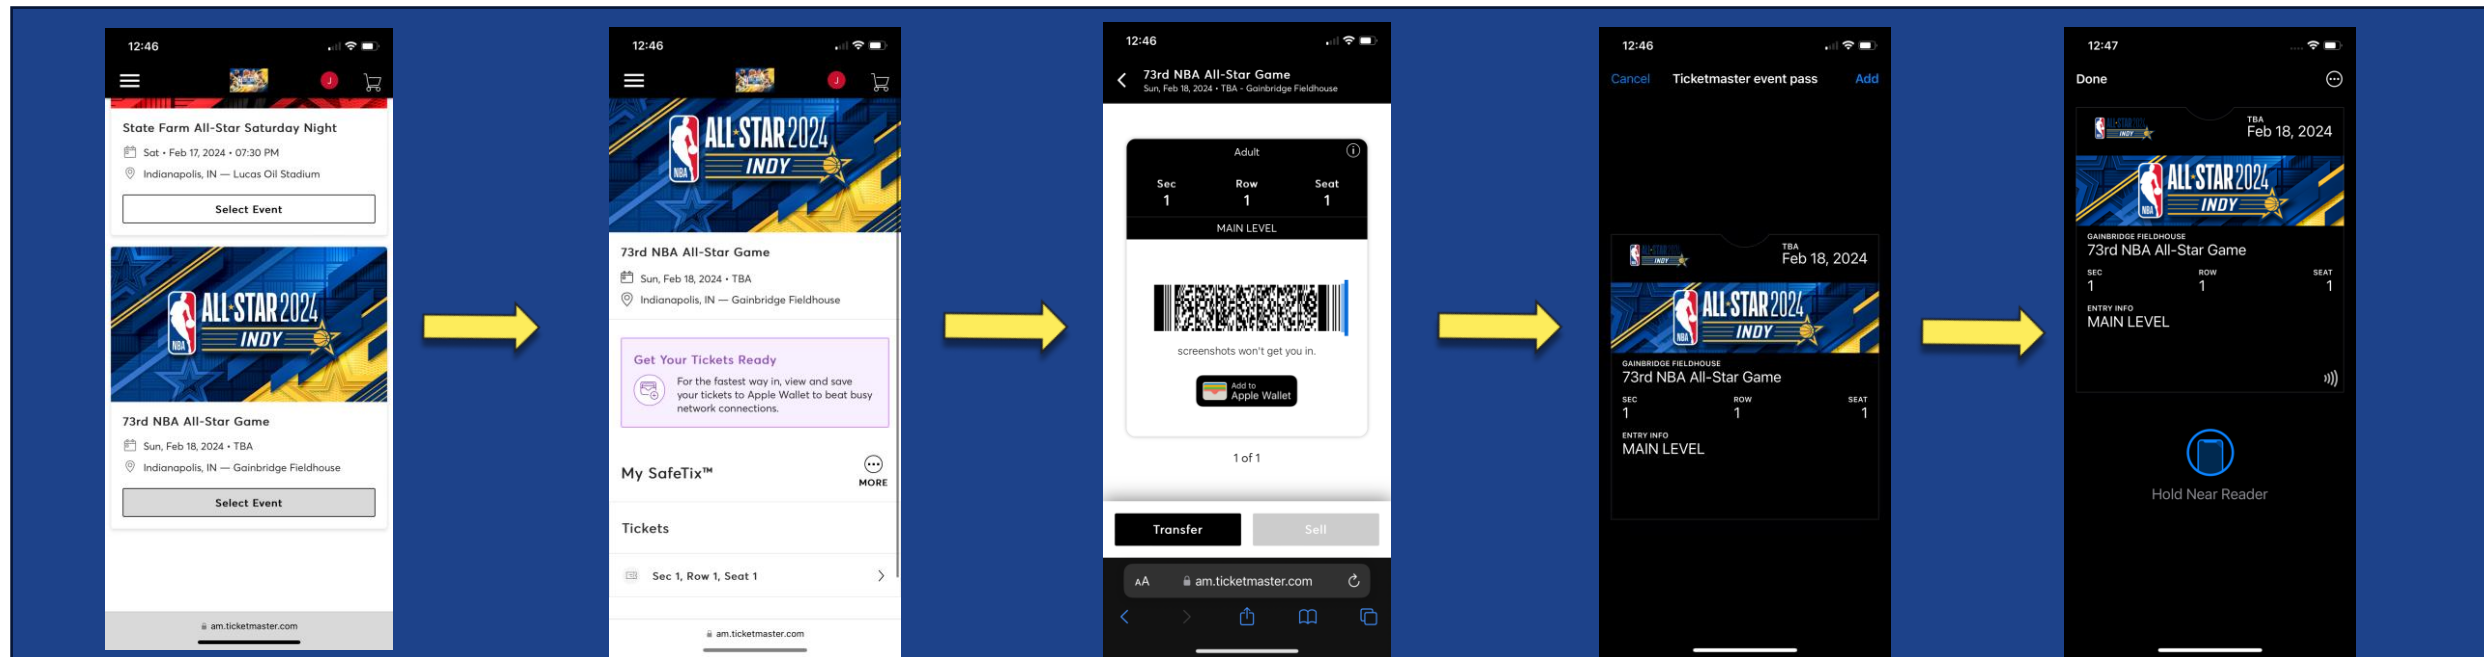 12:46
J
State Farm All-Star Saturday Night
Sat • Feb 17, 2024 • 07:30 PM
Indianapolis, IN — Lucas Oil Stadium
Select Event
NBA
ALL★STAR 2024
INDY
73rd NBA All-Star Game
Sun, Feb 18, 2024 • TBA
Indianapolis, IN — Gainbridge Fieldhouse
Select Event
am.ticketmaster.com
12:46
J
NBA
ALL★STAR 2024
INDY
73rd NBA All-Star Game
Sun, Feb 18, 2024 • TBA
Indianapolis, IN — Gainbridge Fieldhouse
Get Your Tickets Ready
For the fastest way in, view and save
your tickets to Apple Wallet to beat busy
network connections.
My SafeTix™
MORE
Tickets
Sec 1, Row 1, Seat 1
am.ticketmaster.com
12:46
73rd NBA All-Star Game
Sun, Feb 18, 2024 • TBA - Gainbridge Fieldhouse
Adult
Sec Row Seat
1 1 1
MAIN LEVEL
screenshots won't get you in.
Add to
Apple Wallet
1 of 1
Transfer Sell
AA am.ticketmaster.com
12:46
Cancel Ticketmaster event pass Add
ALL★STAR
INDY
TBA
Feb 18, 2024
NBA
ALL★STAR 2024
INDY
GAINBRIDGE FIELDHOUSE
73rd NBA All-Star Game
SEC ROW SEAT
1 1 1
ENTRY INFO
MAIN LEVEL
12:47
Done
ALL★STAR
INDY
TBA
Feb 18, 2024
NBA
ALL★STAR 2024
INDY
GAINBRIDGE FIELDHOUSE
73rd NBA All-Star Game
SEC ROW SEAT
1 1 1
ENTRY INFO
MAIN LEVEL
Hold Near Reader